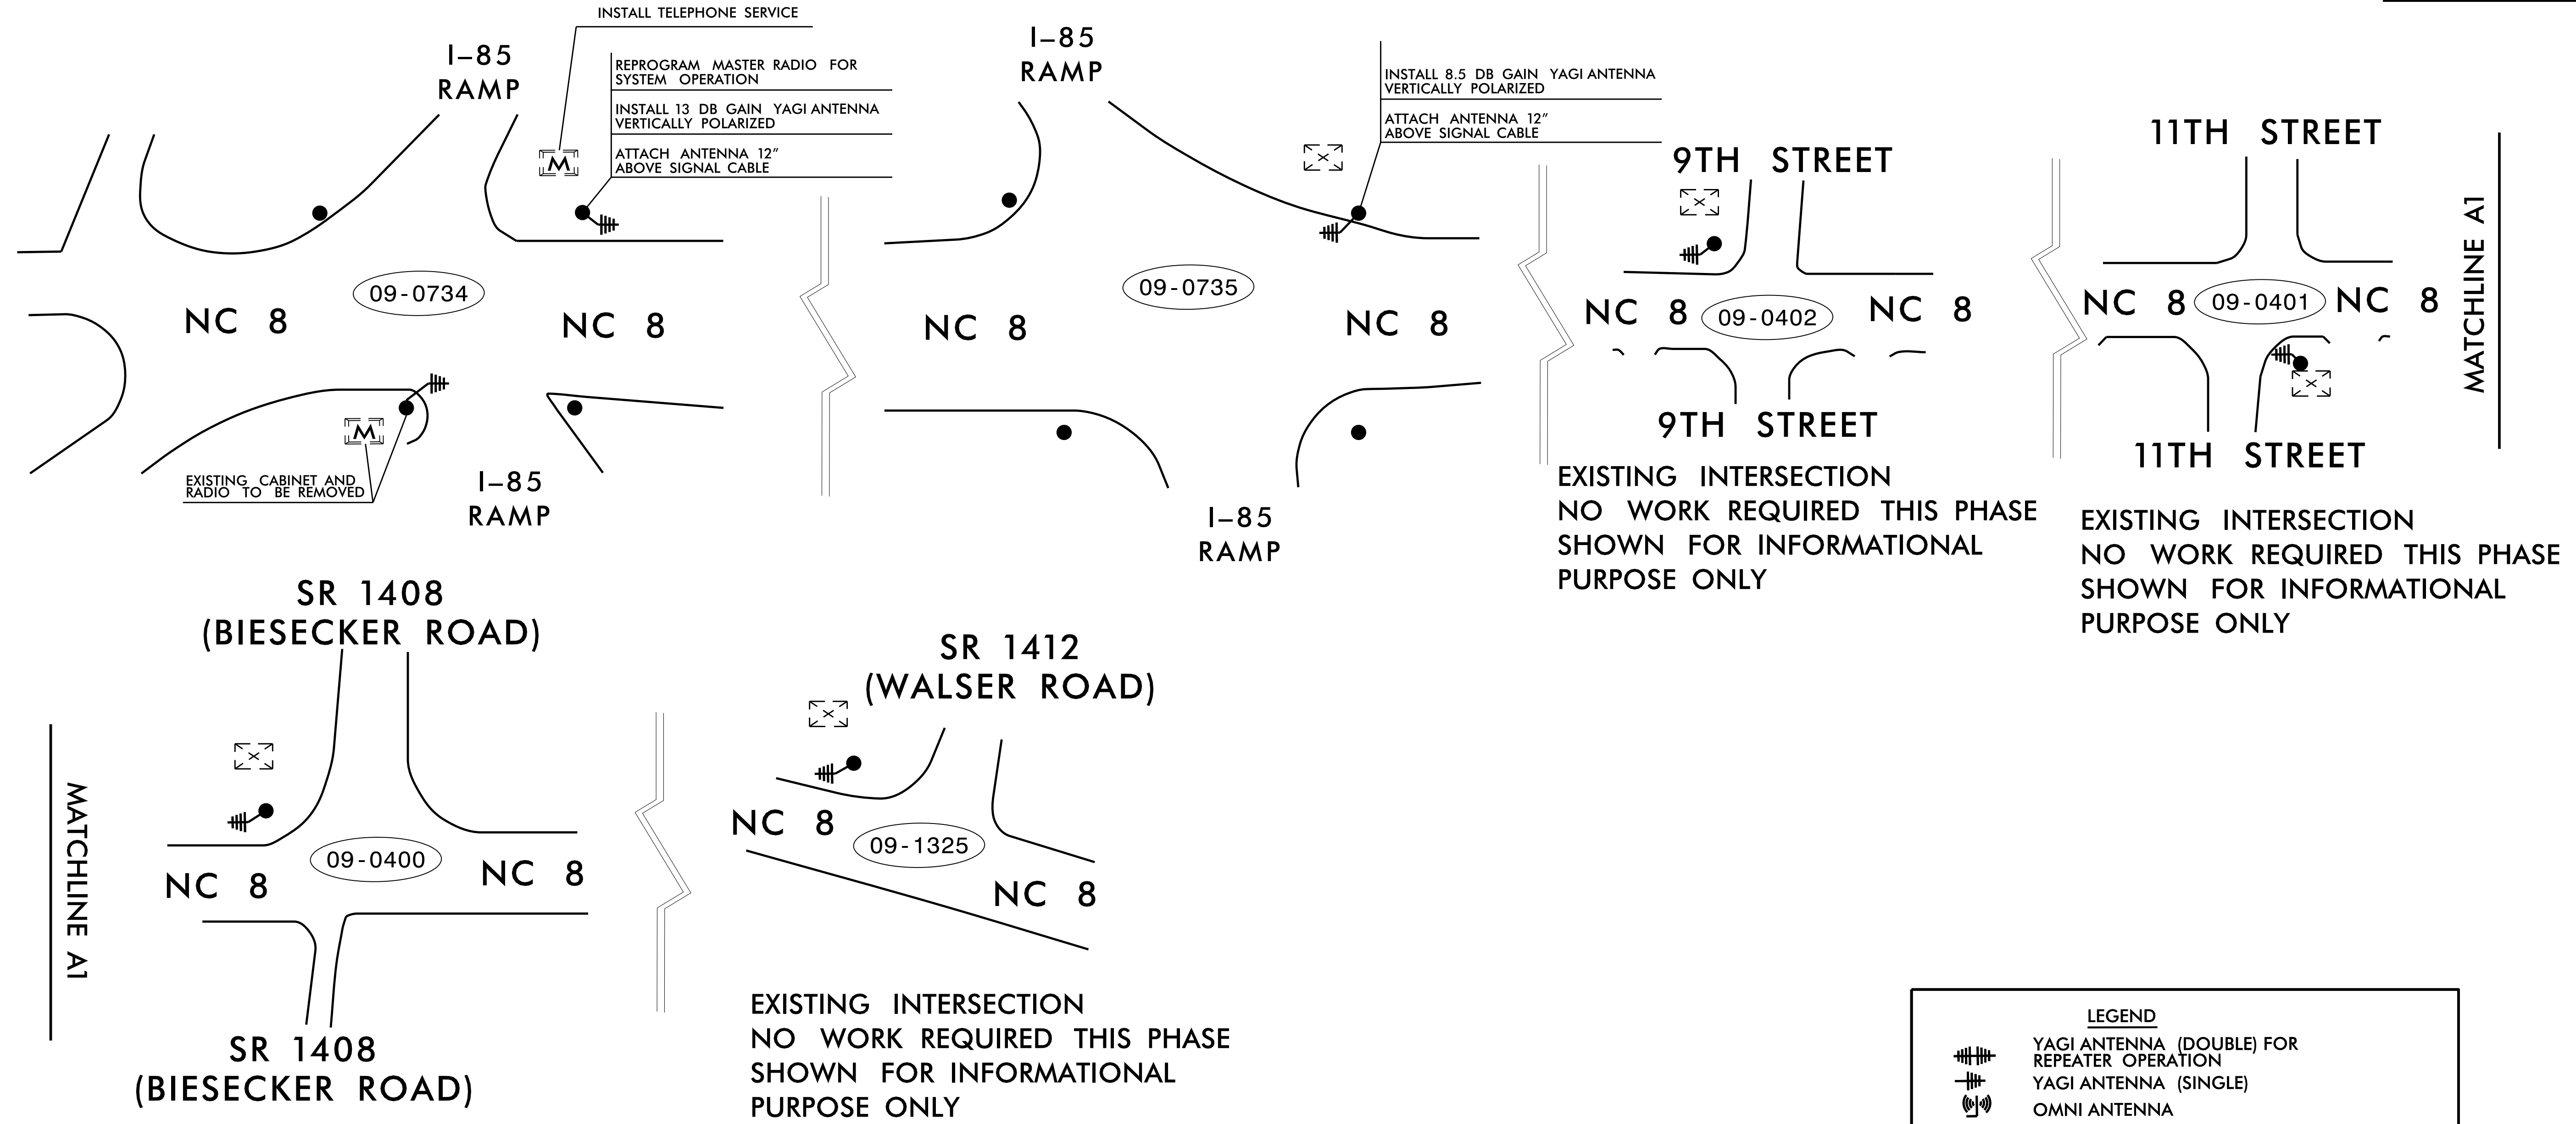 INSTALL TELEPHONE SERVICE
I-85
RAMP
REPROGRAM MASTER RADIO FOR
SYSTEM OPERATION
INSTALL 13 DB GAIN YAGI ANTENNA
VERTICALLY POLARIZED
ATTACH ANTENNA 12"
ABOVE SIGNAL CABLE
M
09-0734
NC 8
NC 8
M
EXISTING CABINET AND
RADIO TO BE REMOVED
I-85
RAMP
I-85
RAMP
INSTALL 8.5 DB GAIN YAGI ANTENNA
VERTICALLY POLARIZED
ATTACH ANTENNA 12"
ABOVE SIGNAL CABLE
X
09-0735
NC 8
NC 8
I-85
RAMP
9TH STREET
X
NC 8
09-0402
NC 8
9TH STREET
EXISTING INTERSECTION
NO WORK REQUIRED THIS PHASE
SHOWN FOR INFORMATIONAL
PURPOSE ONLY
11TH STREET
NC 8
09-0401
NC 8
X
11TH STREET
MATCHLINE A1
EXISTING INTERSECTION
NO WORK REQUIRED THIS PHASE
SHOWN FOR INFORMATIONAL
PURPOSE ONLY
MATCHLINE A1
SR 1408
(BIESECKER ROAD)
X
09-0400
NC 8
NC 8
SR 1408
(BIESECKER ROAD)
SR 1412
(WALSER ROAD)
X
NC 8
09-1325
NC 8
EXISTING INTERSECTION
NO WORK REQUIRED THIS PHASE
SHOWN FOR INFORMATIONAL
PURPOSE ONLY
LEGEND
YAGI ANTENNA (DOUBLE) FOR
REPEATER OPERATION
YAGI ANTENNA (SINGLE)
OMNI ANTENNA